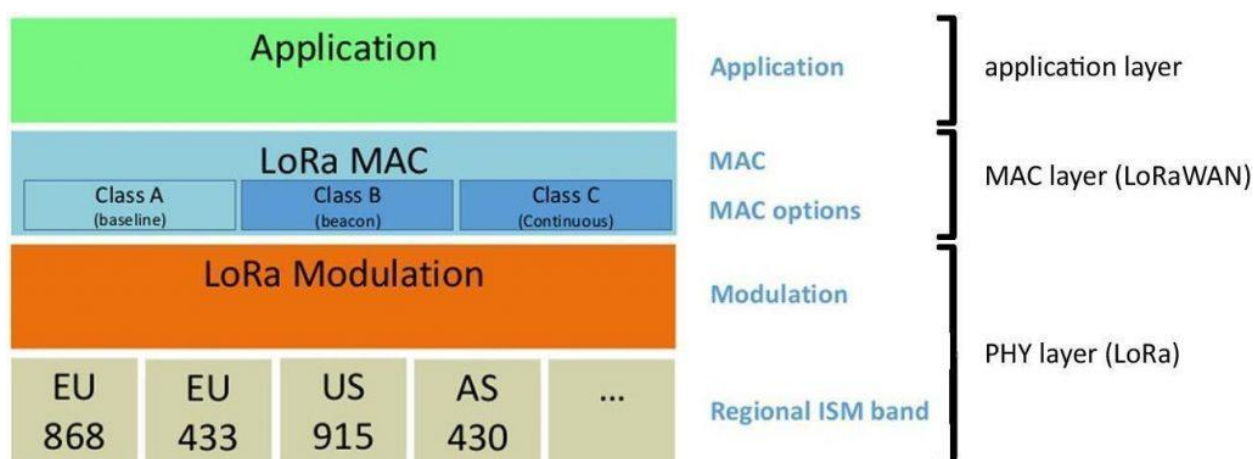 Application
Application
application layer
LoRa MAC
MAC
MAC layer (LoRaWAN)
Class A
(baseline)
Class B
(beacon)
Class C
(Continuous)
MAC options
LoRa Modulation
Modulation
PHY layer (LoRa)
EU
868
EU
433
US
915
AS
430
...
Regional ISM band